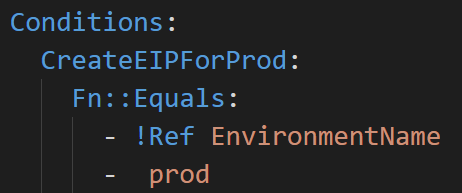 Conditions:
  CreateEIPForProd:
    Fn::Equals:
      - !Ref EnvironmentName
      -  prod